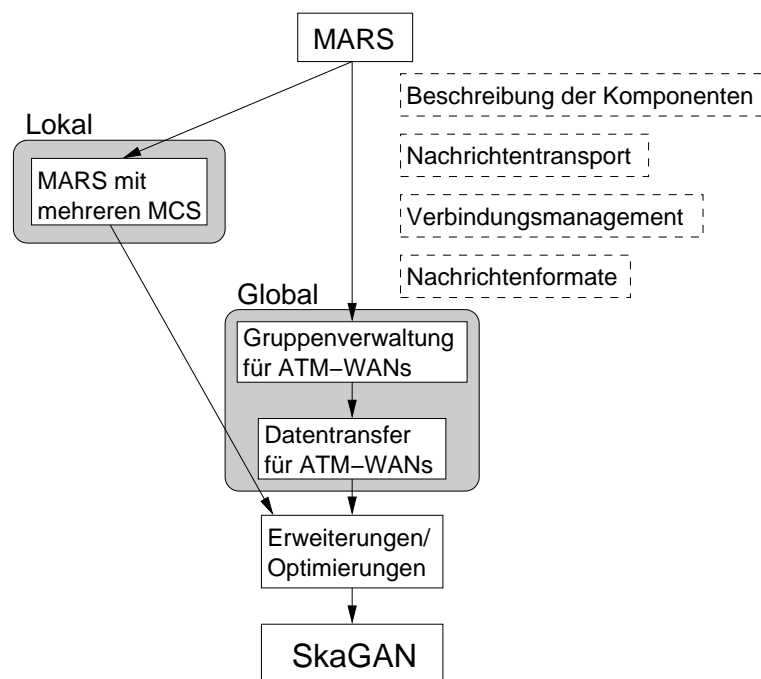 MARS
Beschreibung der Komponenten
Lokal
Nachrichtentransport
MARS mit
mehreren MCS
Verbindungsmanagement
Nachrichtenformate
Global
Gruppenverwaltung
für ATM−WANs
Datentransfer
für ATM−WANs
Erweiterungen/
Optimierungen
SkaGAN